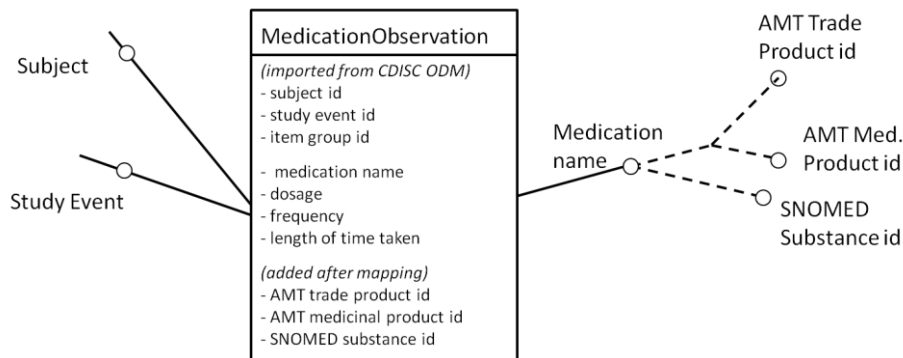 Subject
Study Event
MedicationObservation
(imported from CDISC ODM)
- subject id
- study event id
- item group id
- medication name
- dosage
- frequency
- length of time taken
(added after mapping)
- AMT trade product id
- AMT medicinal product id
- SNOMED substance id
Medication
name
AMT Trade
Product id
AMT Med.
Product id
SNOMED
Substance id